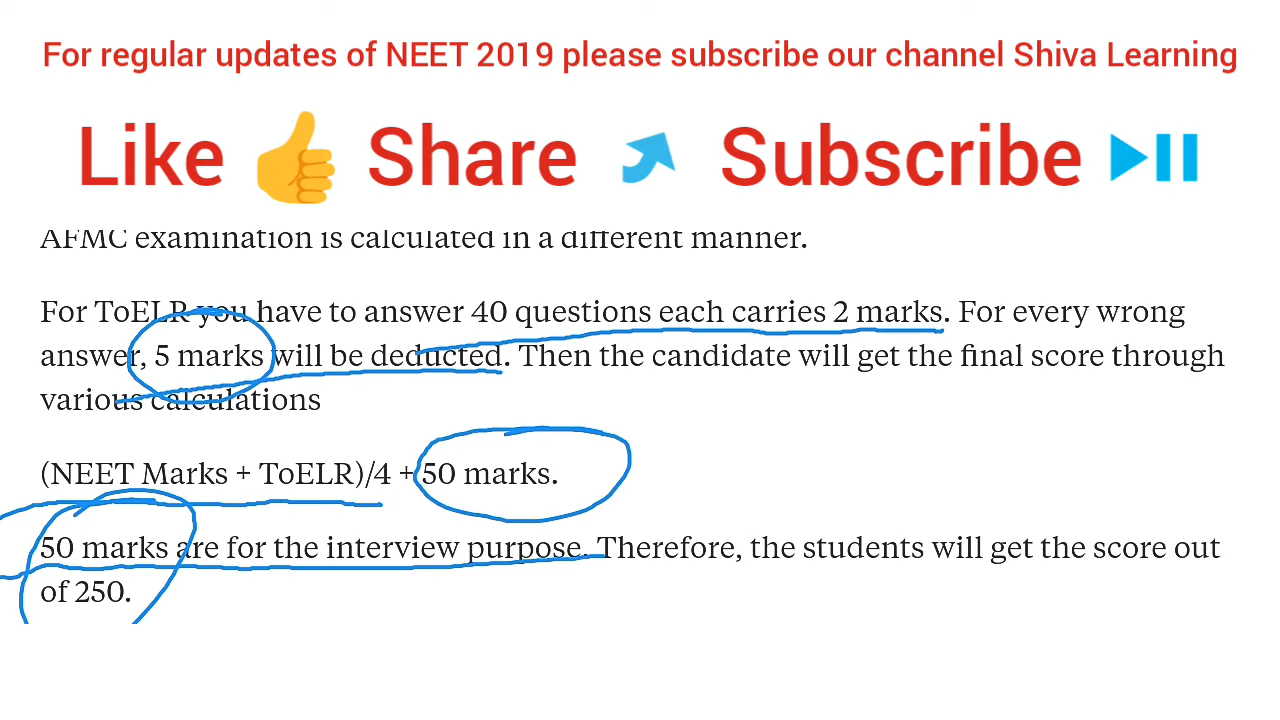 For regular updates of NEET 2019 please subscribe our channel Shiva Learning
Like 👍 Share Subscribe
AFMC examination is calculated in a different manner.
For ToELR you have to answer 40 questions each carries 2 marks. For every wrong
answer, 5 marks will be deducted. Then the candidate will get the final score through
various calculations
(NEET Marks + ToELR)/4 + 50 marks.
50 marks are for the interview purpose. Therefore, the students will get the score out
of 250.